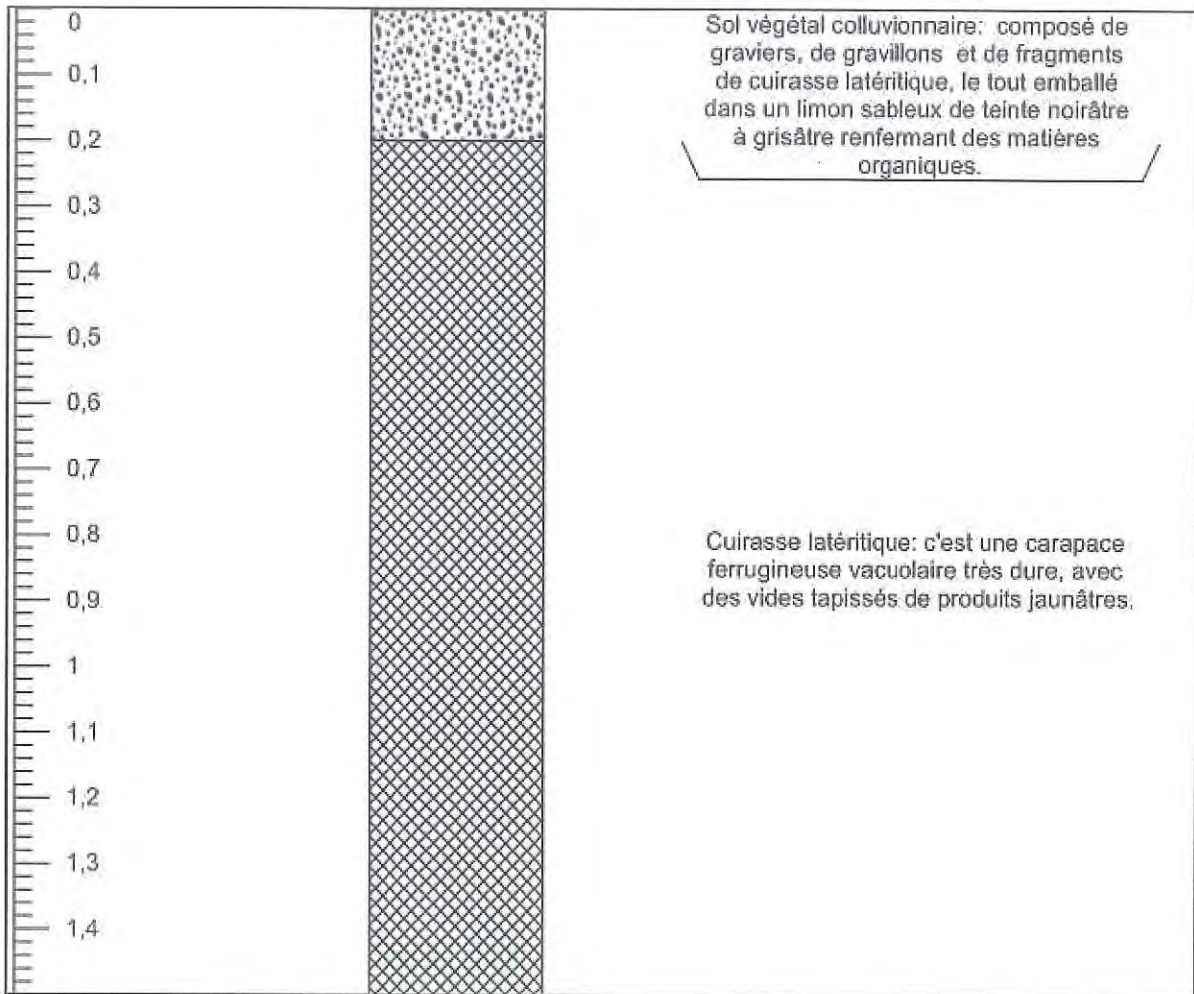 0
0,1
0,2
0,3
0,4
0,5
0,6
0,7
0,8
0,9
1
1,1
1,2
1,3
1,4
Sol végétal colluvionnaire: composé de
graviers, de gravillons et de fragments
de cuirasse latéritique, le tout emballé
dans un limon sableux de teinte noirâtre
à grisâtre renfermant des matières
organiques.
Cuirasse latéritique: c'est une carapace
ferrugineuse vacuolaire très dure, avec
des vides tapissés de produits jaunâtres.